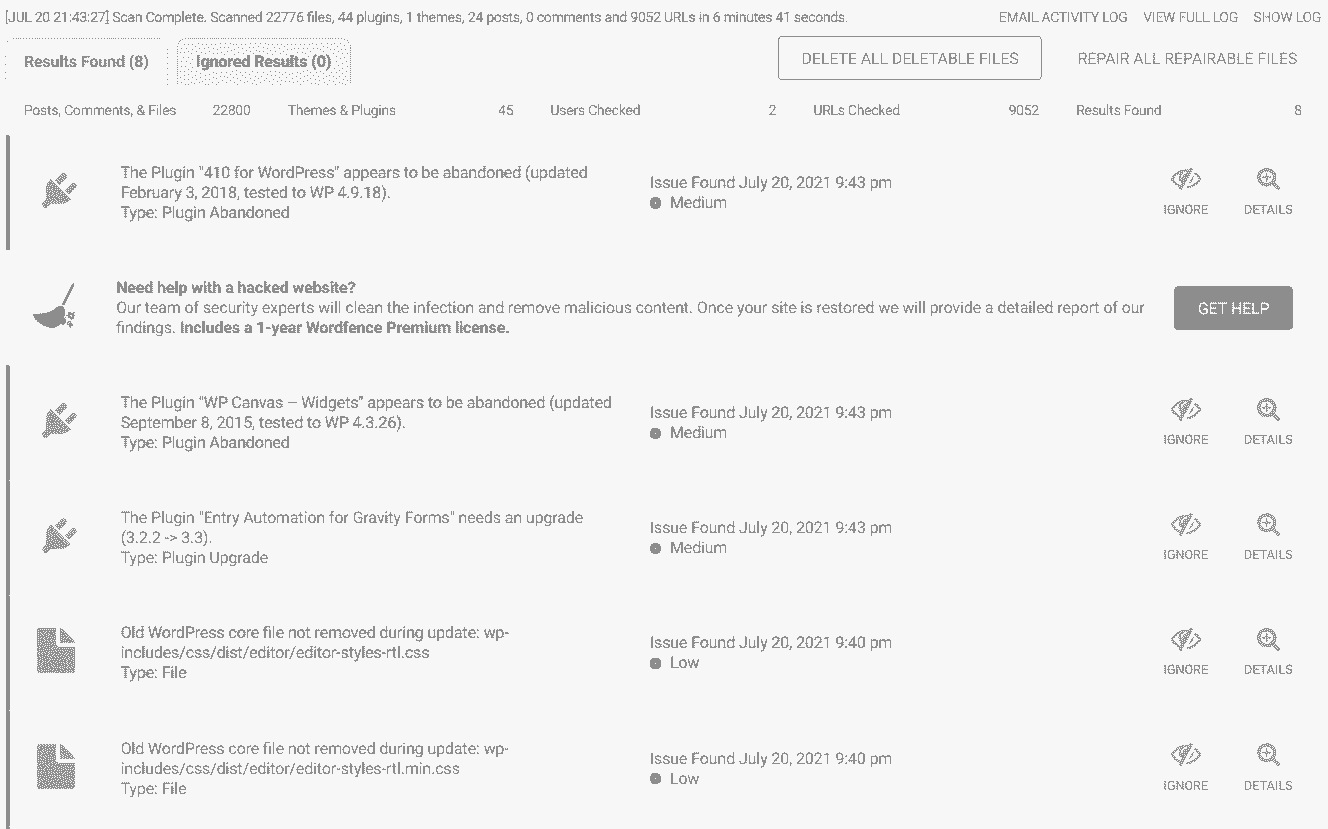 [JUL 20 21:43:27] Scan Complete. Scanned 22776 files, 44 plugins, 1 themes, 24 posts, 0 comments and 9052 URLs in 6 minutes 41 seconds. EMAIL ACTIVITY LOG VIEW FULL LOG SHOW LOG
Results Found (8) Ignored Results (0) DELETE ALL DELETABLE FILES REPAIR ALL REPAIRABLE FILES
Posts, Comments, & Files 22800 Themes & Plugins 45 Users Checked 2 URLs Checked 9052 Results Found 8
The Plugin "410 for WordPress" appears to be abandoned (updated
February 3, 2018, tested to WP 4.9.18).
Type: Plugin Abandoned
Issue Found July 20, 2021 9:43 pm
Medium
IGNORE DETAILS
Need help with a hacked website?
Our team of security experts will clean the infection and remove malicious content. Once your site is restored we will provide a detailed report of our
findings. Includes a 1-year Wordfence Premium license.
GET HELP
The Plugin "WP Canvas – Widgets" appears to be abandoned (updated
September 8, 2015, tested to WP 4.3.26).
Type: Plugin Abandoned
Issue Found July 20, 2021 9:43 pm
Medium
IGNORE DETAILS
The Plugin "Entry Automation for Gravity Forms" needs an upgrade
(3.2.2 -> 3.3).
Type: Plugin Upgrade
Issue Found July 20, 2021 9:43 pm
Medium
IGNORE DETAILS
Old WordPress core file not removed during update: wp-
includes/css/dist/editor/editor-styles-rtl.css
Type: File
Issue Found July 20, 2021 9:40 pm
Low
IGNORE DETAILS
Old WordPress core file not removed during update: wp-
includes/css/dist/editor/editor-styles-rtl.min.css
Type: File
Issue Found July 20, 2021 9:40 pm
Low
IGNORE DETAILS